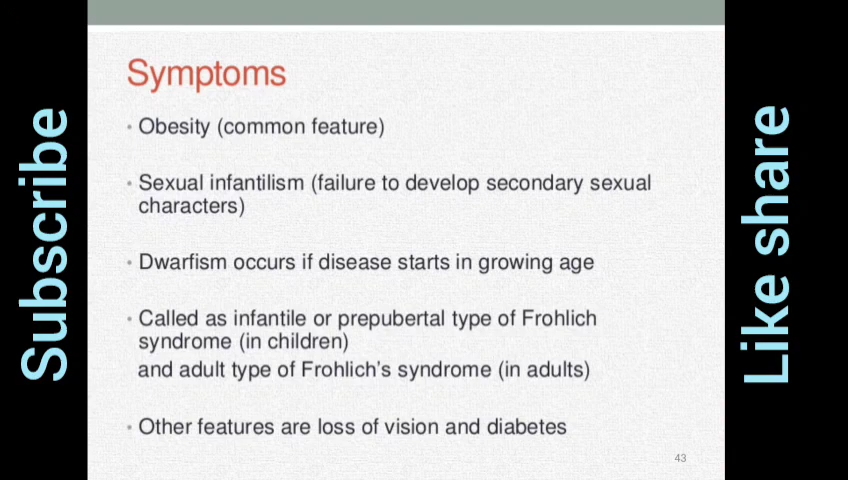 Subscribe
Symptoms
• Obesity (common feature)
• Sexual infantilism (failure to develop secondary sexual
characters)
• Dwarfism occurs if disease starts in growing age
• Called as infantile or prepubertal type of Frohlich
syndrome (in children)
and adult type of Frohlich's syndrome (in adults)
• Other features are loss of vision and diabetes
43
Like share